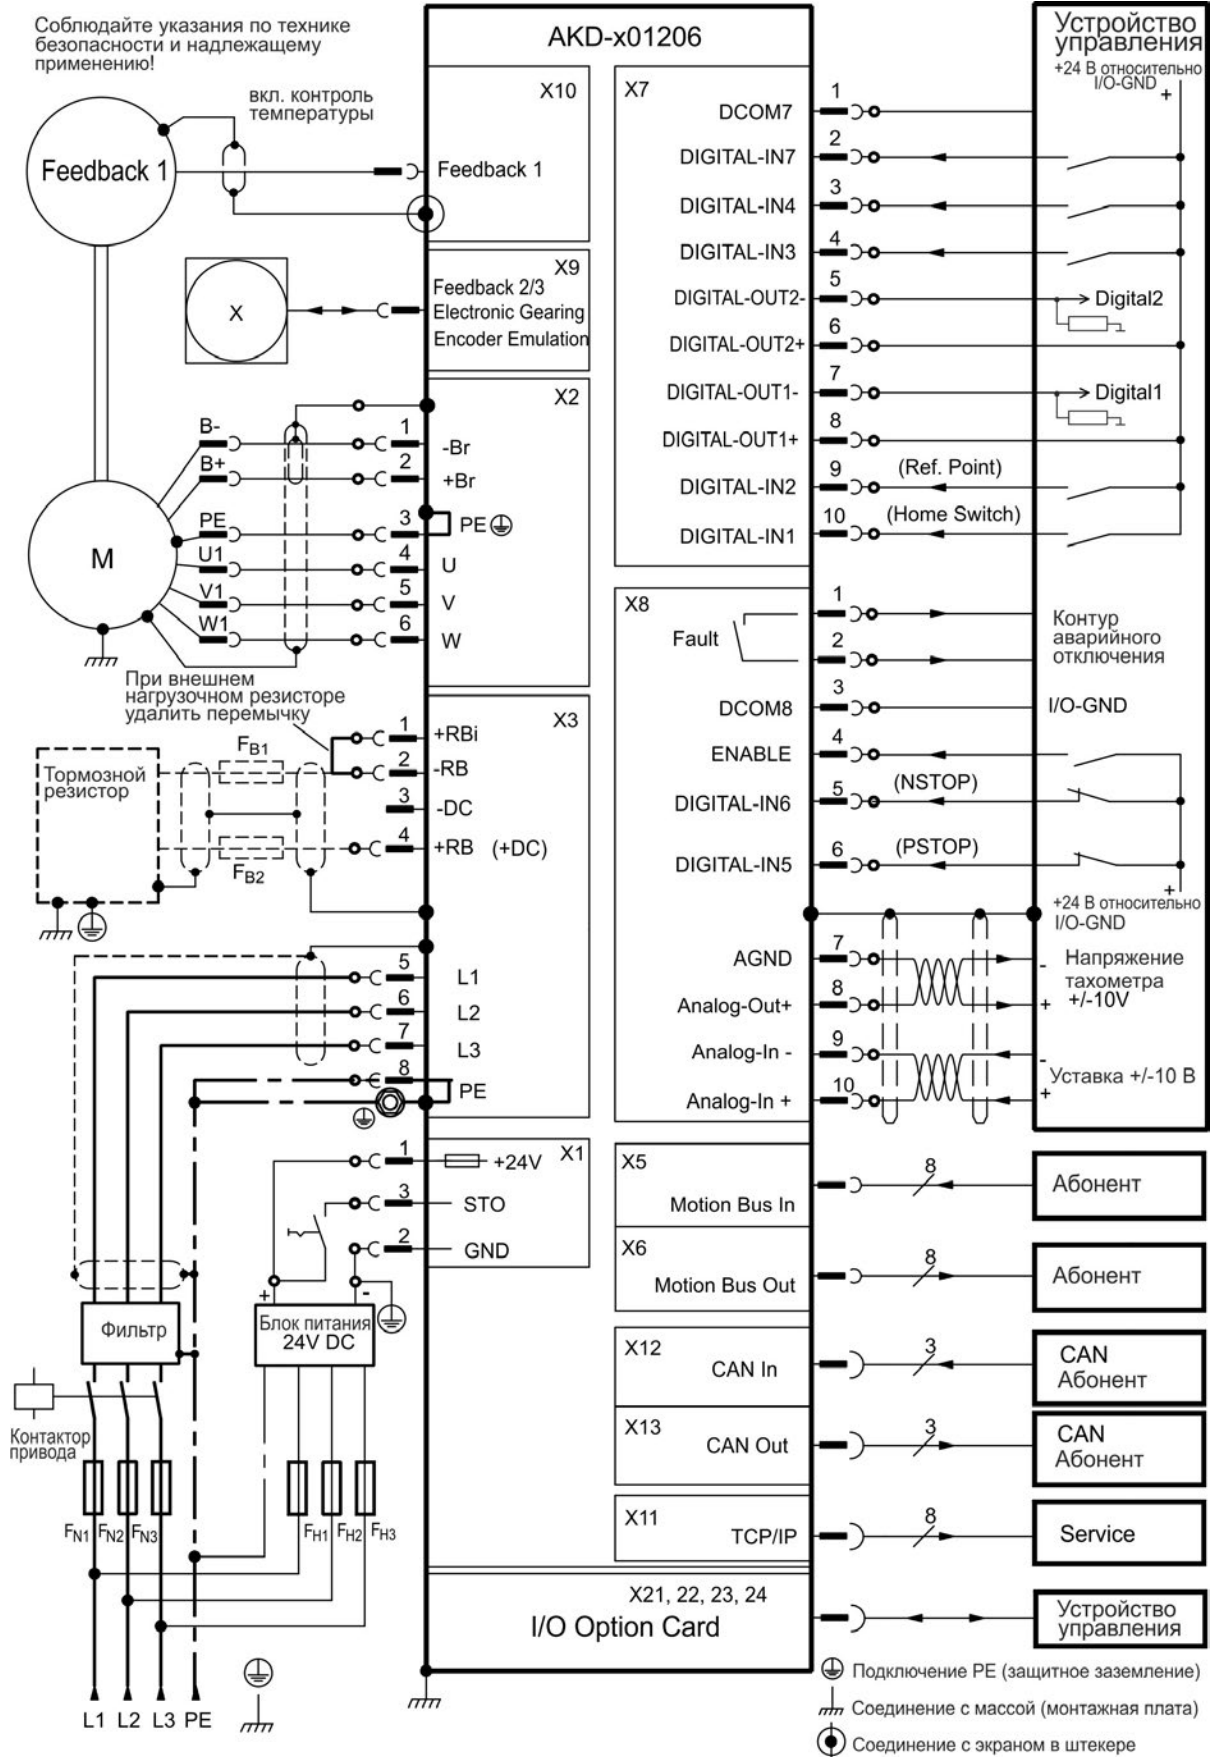 Соблюдайте указания по технике
безопасности и надлежащему
применению!
AKD-x01206
Устройство
управления
+24 В относительно
I/O-GND
+
вкл. контроль
температуры
Feedback 1
X10
Feedback 1
X
X9
Feedback 2/3
Electronic Gearing
Encoder Emulation
X2
B-
1
-Br
B+
2
+Br
PE
3
PE
U1
4
U
V1
5
V
W1
6
W
M
При внешнем
нагрузочном резисторе
удалить перемычку
X3
1
+RBi
FB1
2
-RB
Тормозной
резистор
3
-DC
4
+RB (+DC)
FB2
5
L1
6
L2
7
L3
8
PE
X1
1
+24V
3
STO
2
GND
+
-
Блок питания
24V DC
Фильтр
Контактор
привода
FN1
FN2
FN3
FH1
FH2
FH3
L1 L2 L3 PE
X7
DCOM7
1
DIGITAL-IN7
2
DIGITAL-IN4
3
DIGITAL-IN3
4
DIGITAL-OUT2-
5
Digital2
DIGITAL-OUT2+
6
DIGITAL-OUT1-
7
Digital1
DIGITAL-OUT1+
8
DIGITAL-IN2
9
(Ref. Point)
DIGITAL-IN1
10
(Home Switch)
X8
Fault
1
2
Контур
аварийного
отключения
DCOM8
3
I/O-GND
ENABLE
4
DIGITAL-IN6
5
(NSTOP)
DIGITAL-IN5
6
(PSTOP)
+
+24 В относительно
I/O-GND
AGND
7
-
Напряжение
тахометра
+/-10V
Analog-Out+
8
+
Analog-In -
9
-
Уставка +/-10 В
Analog-In +
10
+
X5
Motion Bus In
8
Абонент
X6
Motion Bus Out
8
Абонент
X12
CAN In
3
CAN
Абонент
X13
CAN Out
3
CAN
Абонент
X11
TCP/IP
8
Service
X21, 22, 23, 24
I/O Option Card
Устройство
управления
Подключение PE (защитное заземление)
Соединение с массой (монтажная плата)
Соединение с экраном в штекере